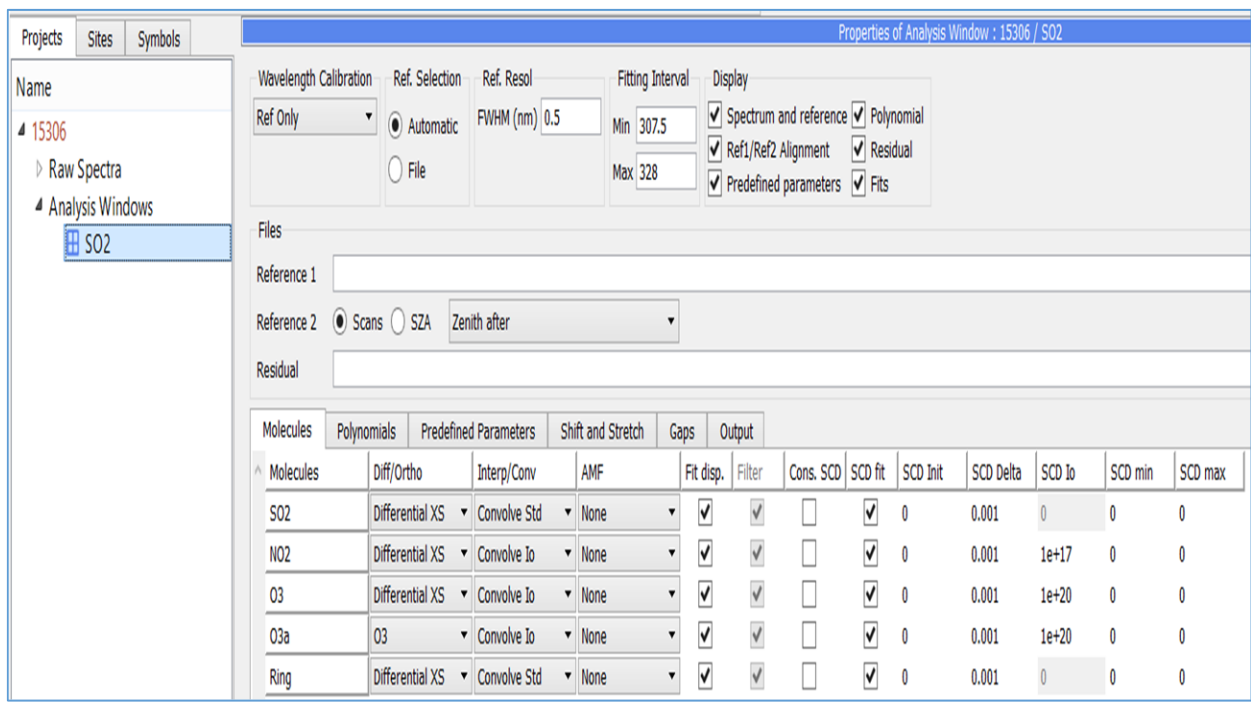 Projects Sites Symbols
Properties of Analysis Window : 15306 / SO2
Name
15306
Raw Spectra
Analysis Windows
SO2
Wavelength Calibration Ref. Selection Ref. Resol Fitting Interval Display
Ref Only Automatic FWHM (nm) 0.5 Min 307.5 Spectrum and reference Polynomial
Ref1/Ref2 Alignment Residual
File Max 328 Predefined parameters Fits
Files
Reference 1
Reference 2 Scans SZA Zenith after
Residual
Molecules Polynomials Predefined Parameters Shift and Stretch Gaps Output
Molecules Diff/Ortho Interp/Conv AMF Fit disp. Filter Cons. SCD SCD fit SCD Init SCD Delta SCD Io SCD min SCD max
SO2 Differential XS Convolve Std None 0 0.001 0 0 0
NO2 Differential XS Convolve Io None 0 0.001 1e+17 0 0
O3 Differential XS Convolve Io None 0 0.001 1e+20 0 0
O3a O3 Convolve Io None 0 0.001 1e+20 0 0
Ring Differential XS Convolve Std None 0 0.001 0 0 0